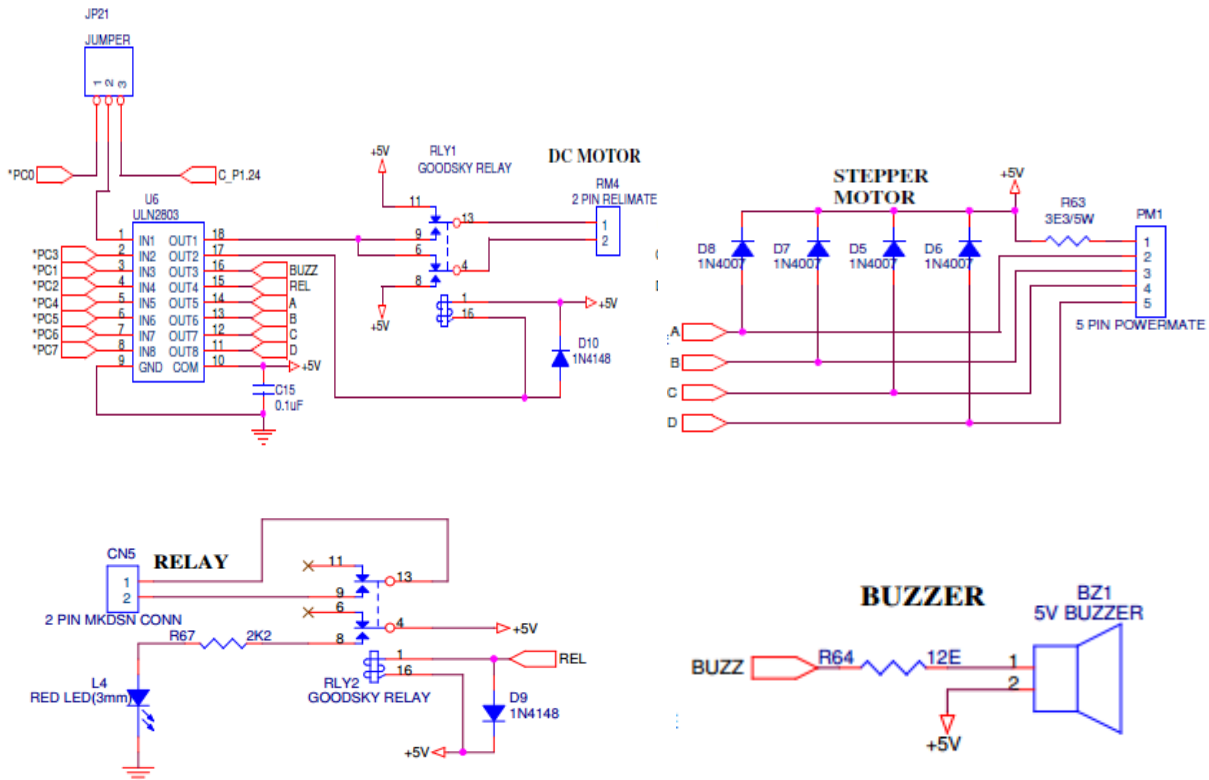 JP21
JUMPER
1 2 3
*PC0
C_P1.24
U6
ULN2803
1 IN1 OUT1 18
*PC3 2 IN2 OUT2 17
*PC1 3 IN3 OUT3 16 BUZZ
*PC2 4 IN4 OUT4 15 REL
*PC4 5 IN5 OUT5 14 A
*PC5 6 IN6 OUT6 13 B
*PC6 7 IN7 OUT7 12 C
*PC7 8 IN8 OUT8 11 D
9 GND COM 10 +5V
C15
0.1uF
RLY1
GOODSKY RELAY
+5V
11
13
9
6
4
8
+5V
1
16
+5V
D10
1N4148
DC MOTOR
RM4
2 PIN RELIMATE
1
2
STEPPER
MOTOR
+5V
R63
3E3/5W
PM1
1
2
3
4
5
5 PIN POWERMATE
D8
1N4007
D7
1N4007
D5
1N4007
D6
1N4007
A
B
C
D
RELAY
CN5
1
2
2 PIN MKDSN CONN
R67 2K2
L4
RED LED(3mm)
11
13
9
6
4
8
+5V
1
16
REL
RLY2
GOODSKY RELAY
D9
1N4148
+5V
BUZZER
BZ1
5V BUZZER
BUZZ
R64 12E
1
2
+5V